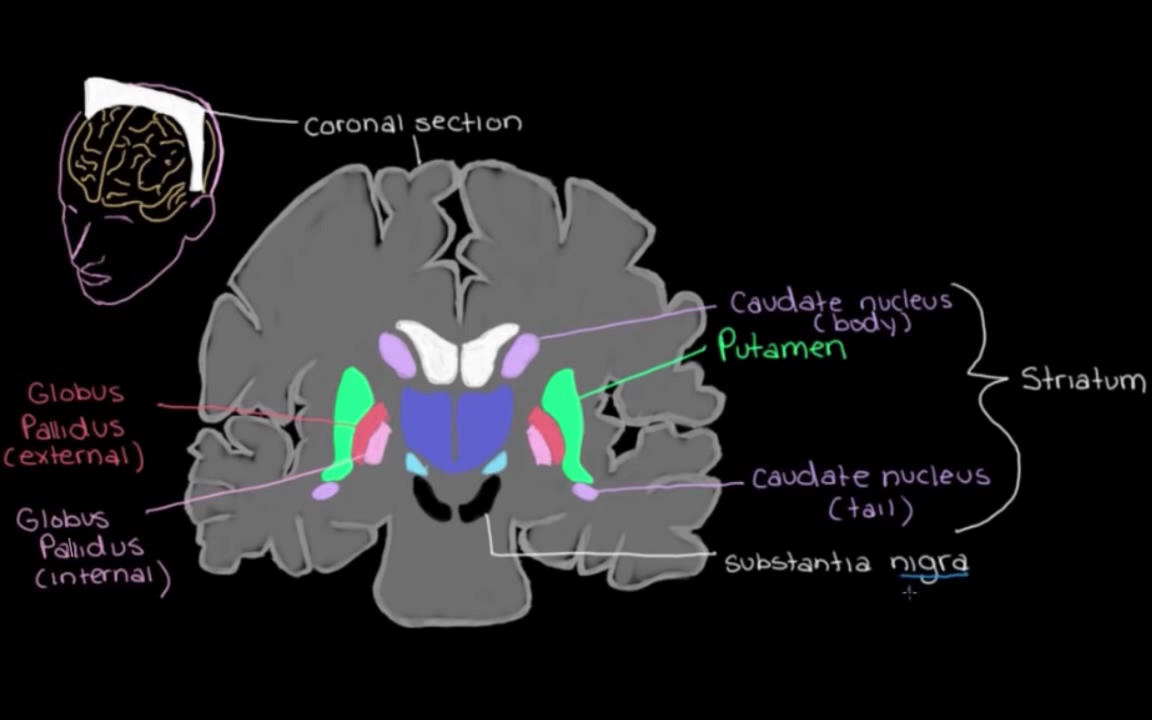 coronal section
Caudate nucleus
(body)
Putamen
Striatum
Globus
Pallidus
(external)
Caudate nucleus
(tail)
Globus
Pallidus
(internal)
substantia nigra